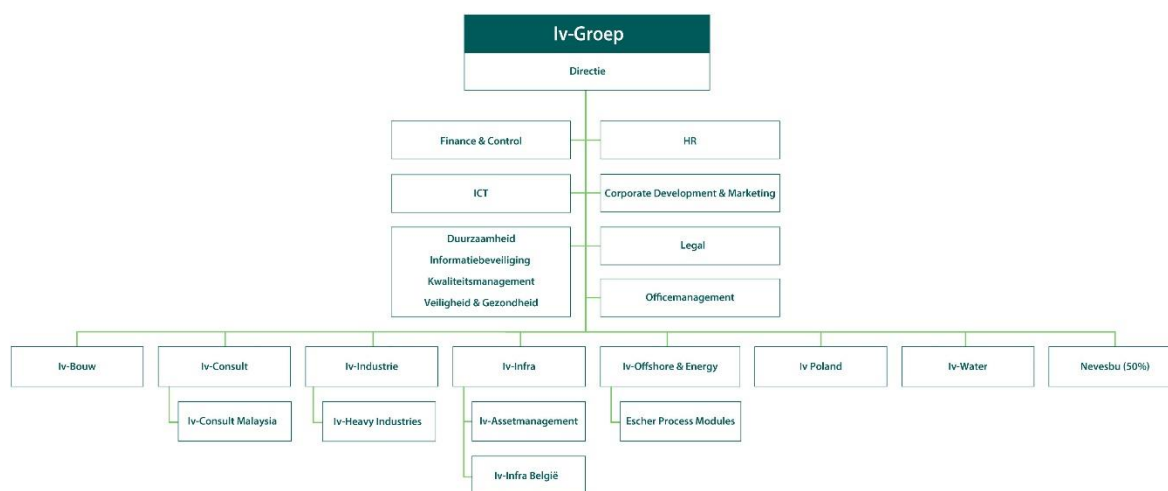 Iv-Groep
Directie
Finance & Control
HR
ICT
Corporate Development & Marketing
Duurzaamheid
Informatiebeveiliging
Kwaliteitsmanagement
Veiligheid & Gezondheid
Legal
Officemanagement
Iv-Bouw
Iv-Consult
Iv-Industrie
Iv-Infra
Iv-Offshore & Energy
Iv Poland
Iv-Water
Nevesbu (50%)
Iv-Consult Malaysia
Iv-Heavy Industries
Iv-Assetmanagement
Escher Process Modules
Iv-Infra België